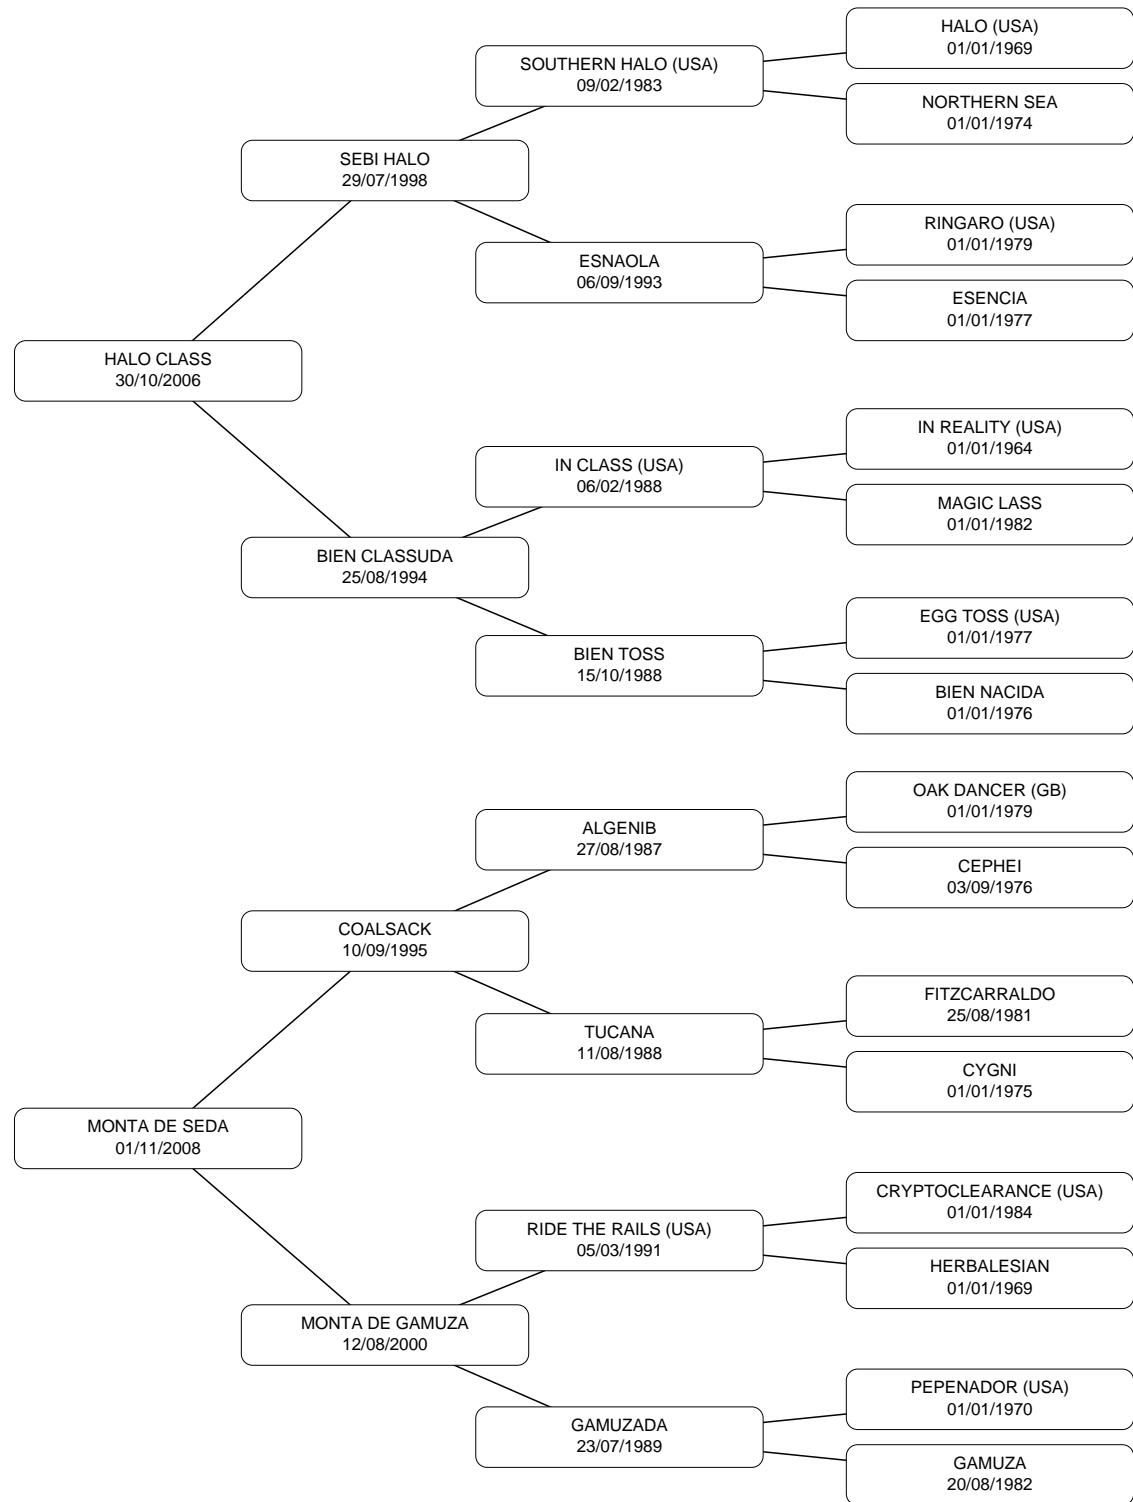 HALO (USA)
01/01/1969
SOUTHERN HALO (USA)
09/02/1983
NORTHERN SEA
01/01/1974
SEBI HALO
29/07/1998
RINGARO (USA)
01/01/1979
ESNAOLA
06/09/1993
ESENCIA
01/01/1977
HALO CLASS
30/10/2006
IN REALITY (USA)
01/01/1964
IN CLASS (USA)
06/02/1988
MAGIC LASS
01/01/1982
BIEN CLASSUDA
25/08/1994
EGG TOSS (USA)
01/01/1977
BIEN TOSS
15/10/1988
BIEN NACIDA
01/01/1976
OAK DANCER (GB)
01/01/1979
ALGENIB
27/08/1987
CEPHEI
03/09/1976
COALSACK
10/09/1995
FITZCARRALDO
25/08/1981
TUCANA
11/08/1988
CYGNI
01/01/1975
MONTA DE SEDA
01/11/2008
CRYPTOCLEARANCE (USA)
01/01/1984
RIDE THE RAILS (USA)
05/03/1991
HERBALESIAN
01/01/1969
MONTA DE GAMUZA
12/08/2000
PEPENADOR (USA)
01/01/1970
GAMUZADA
23/07/1989
GAMUZA
20/08/1982